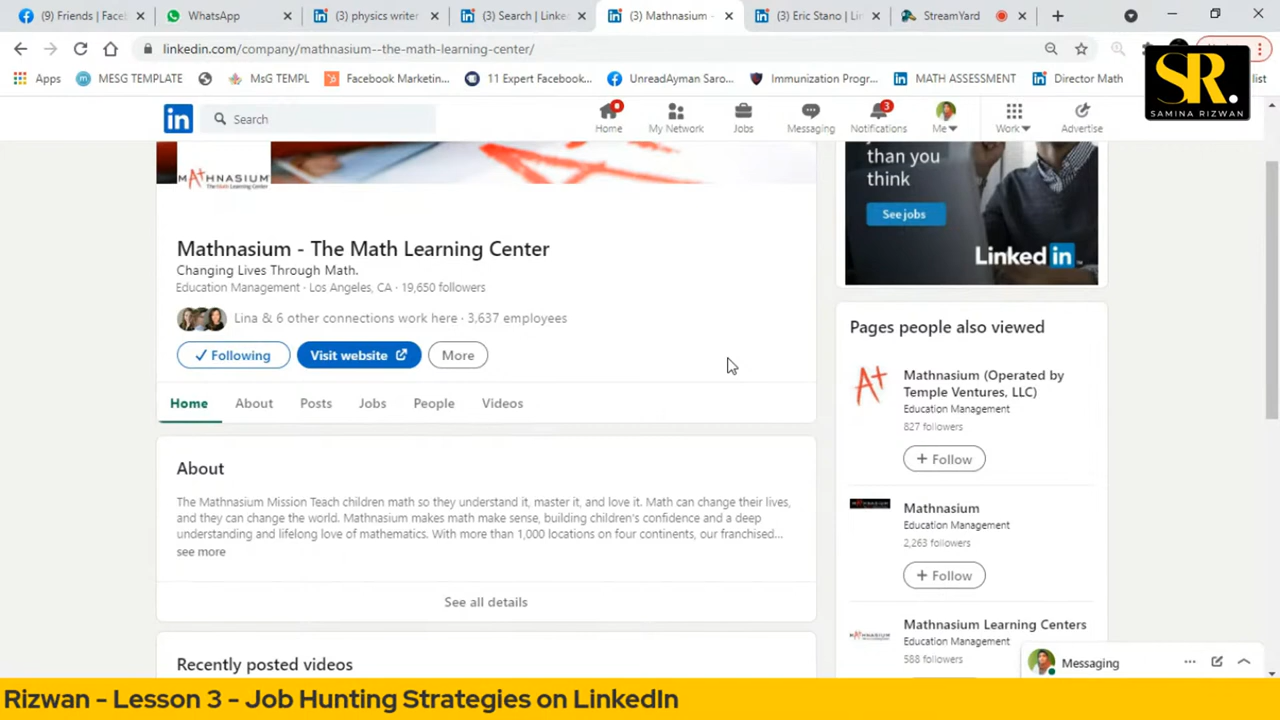 (9) Friends | Facel
WhatsApp
(3) physics writer
(3) Search | Linke
(3) Mathnasium -
(3) Eric Stano | Lin
StreamYard
linkedin.com/company/mathnasium--the-math-learning-center/
Apps
MESG TEMPLATE
MsG TEMPL
Facebook Marketin...
11 Expert Facebook...
UnreadAyman Saro...
Immunization Progr...
MATH ASSESSMENT
Director Math
list
SR.
SAMINA RIZWAN
in
Search
Home
My Network
Jobs
Messaging
3
Notifications
Me
Work
Advertise
MATHNASIUM
The Math Learning Center
than you
think
See jobs
Linked in
Mathnasium - The Math Learning Center
Changing Lives Through Math.
Education Management · Los Angeles, CA · 19,650 followers
Lina & 6 other connections work here · 3,637 employees
Following
Visit website
More
Home
About
Posts
Jobs
People
Videos
About
The Mathnasium Mission Teach children math so they understand it, master it, and love it. Math can change their lives,
and they can change the world. Mathnasium makes math make sense, building children's confidence and a deep
understanding and lifelong love of mathematics. With more than 1,000 locations on four continents, our franchised...
see more
See all details
Recently posted videos
Pages people also viewed
A+
Mathnasium (Operated by
Temple Ventures, LLC)
Education Management
827 followers
+ Follow
Mathnasium
Education Management
2,263 followers
+ Follow
Mathnasium Learning Centers
Education Management
588 followers
Messaging
Rizwan - Lesson 3 - Job Hunting Strategies on LinkedIn